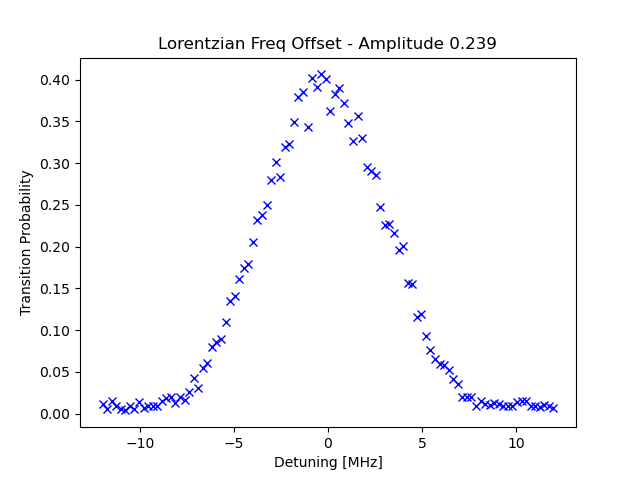 Lorentzian Freq Offset - Amplitude 0.239
Transition Probability
0.40
0.35
0.30
0.25
0.20
0.15
0.10
0.05
0.00
−10 −5 0 5 10
Detuning [MHz]